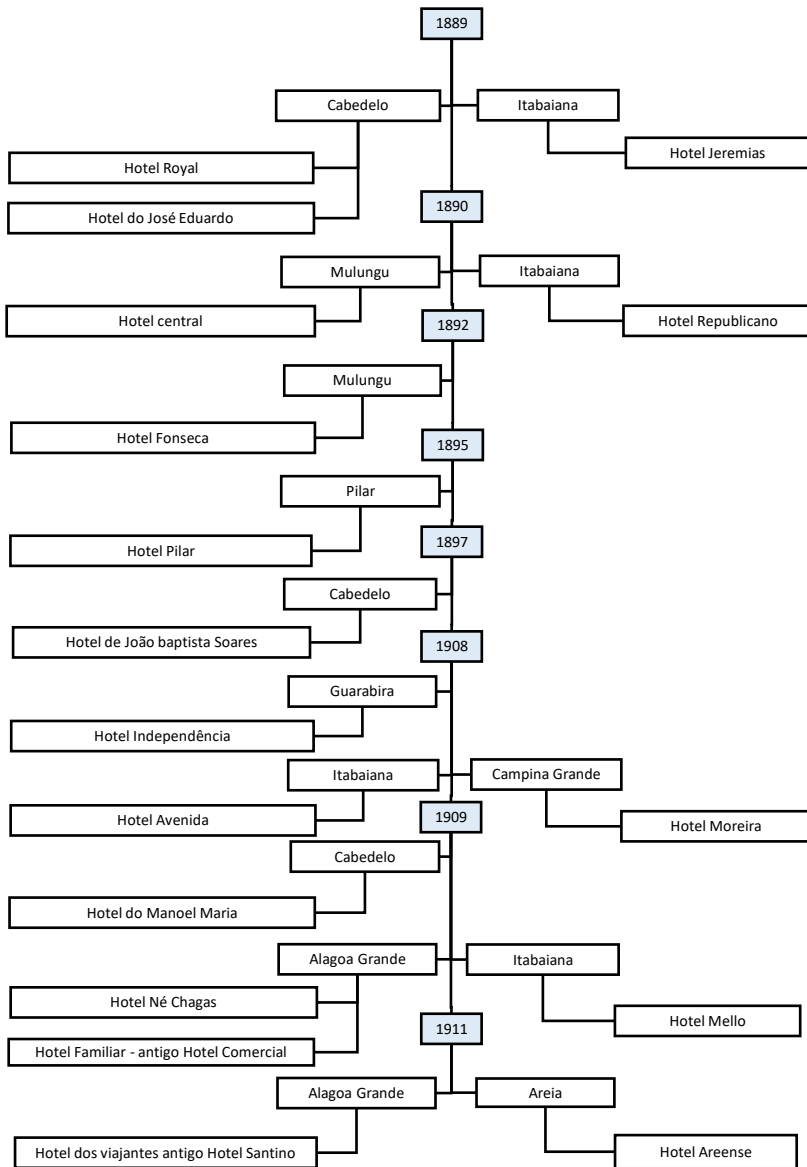 1889
Cabedelo
Itabaiana
Hotel Jeremias
Hotel Royal
Hotel do José Eduardo
1890
Mulungu
Itabaiana
Hotel central
Hotel Republicano
1892
Mulungu
Hotel Fonseca
1895
Pilar
Hotel Pilar
1897
Cabedelo
Hotel de João baptista Soares
1908
Guarabira
Hotel Independência
Itabaiana
Campina Grande
Hotel Avenida
Hotel Moreira
1909
Cabedelo
Hotel do Manoel Maria
Alagoa Grande
Itabaiana
Hotel Né Chagas
Hotel Mello
1911
Hotel Familiar - antigo Hotel Comercial
Alagoa Grande
Areia
Hotel dos viajantes antigo Hotel Santino
Hotel Areense